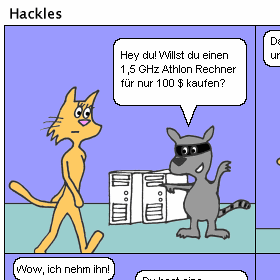 Hackles
Hey du! Willst du einen
1,5 GHz Athlon Rechner
für nur 100 $ kaufen?
Wow, ich nehm ihn!